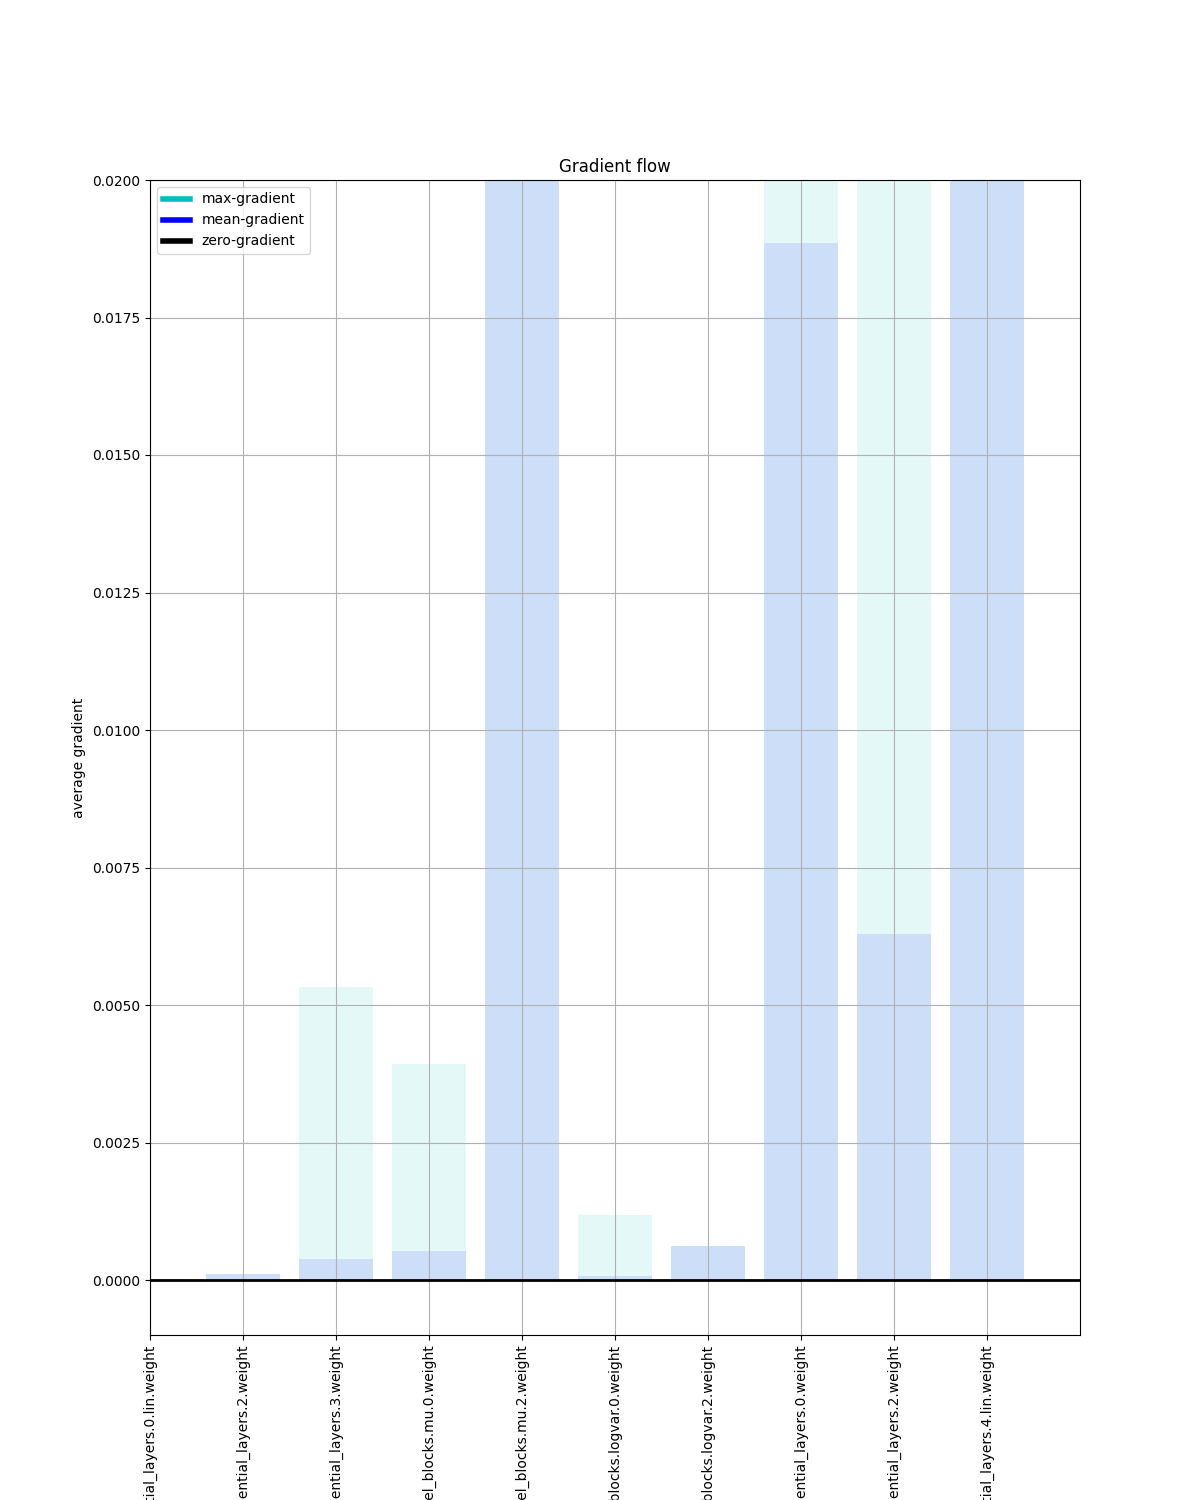 Gradient flow
max-gradient
mean-gradient
zero-gradient
0.0200
0.0175
0.0150
0.0125
0.0100
0.0075
0.0050
0.0025
0.0000
average gradient
tial_layers.0.lin.weight
ential_layers.2.weight
ential_layers.3.weight
el_blocks.mu.0.weight
el_blocks.mu.2.weight
blocks.logvar.0.weight
blocks.logvar.2.weight
ential_layers.0.weight
ential_layers.2.weight
tial_layers.4.lin.weight